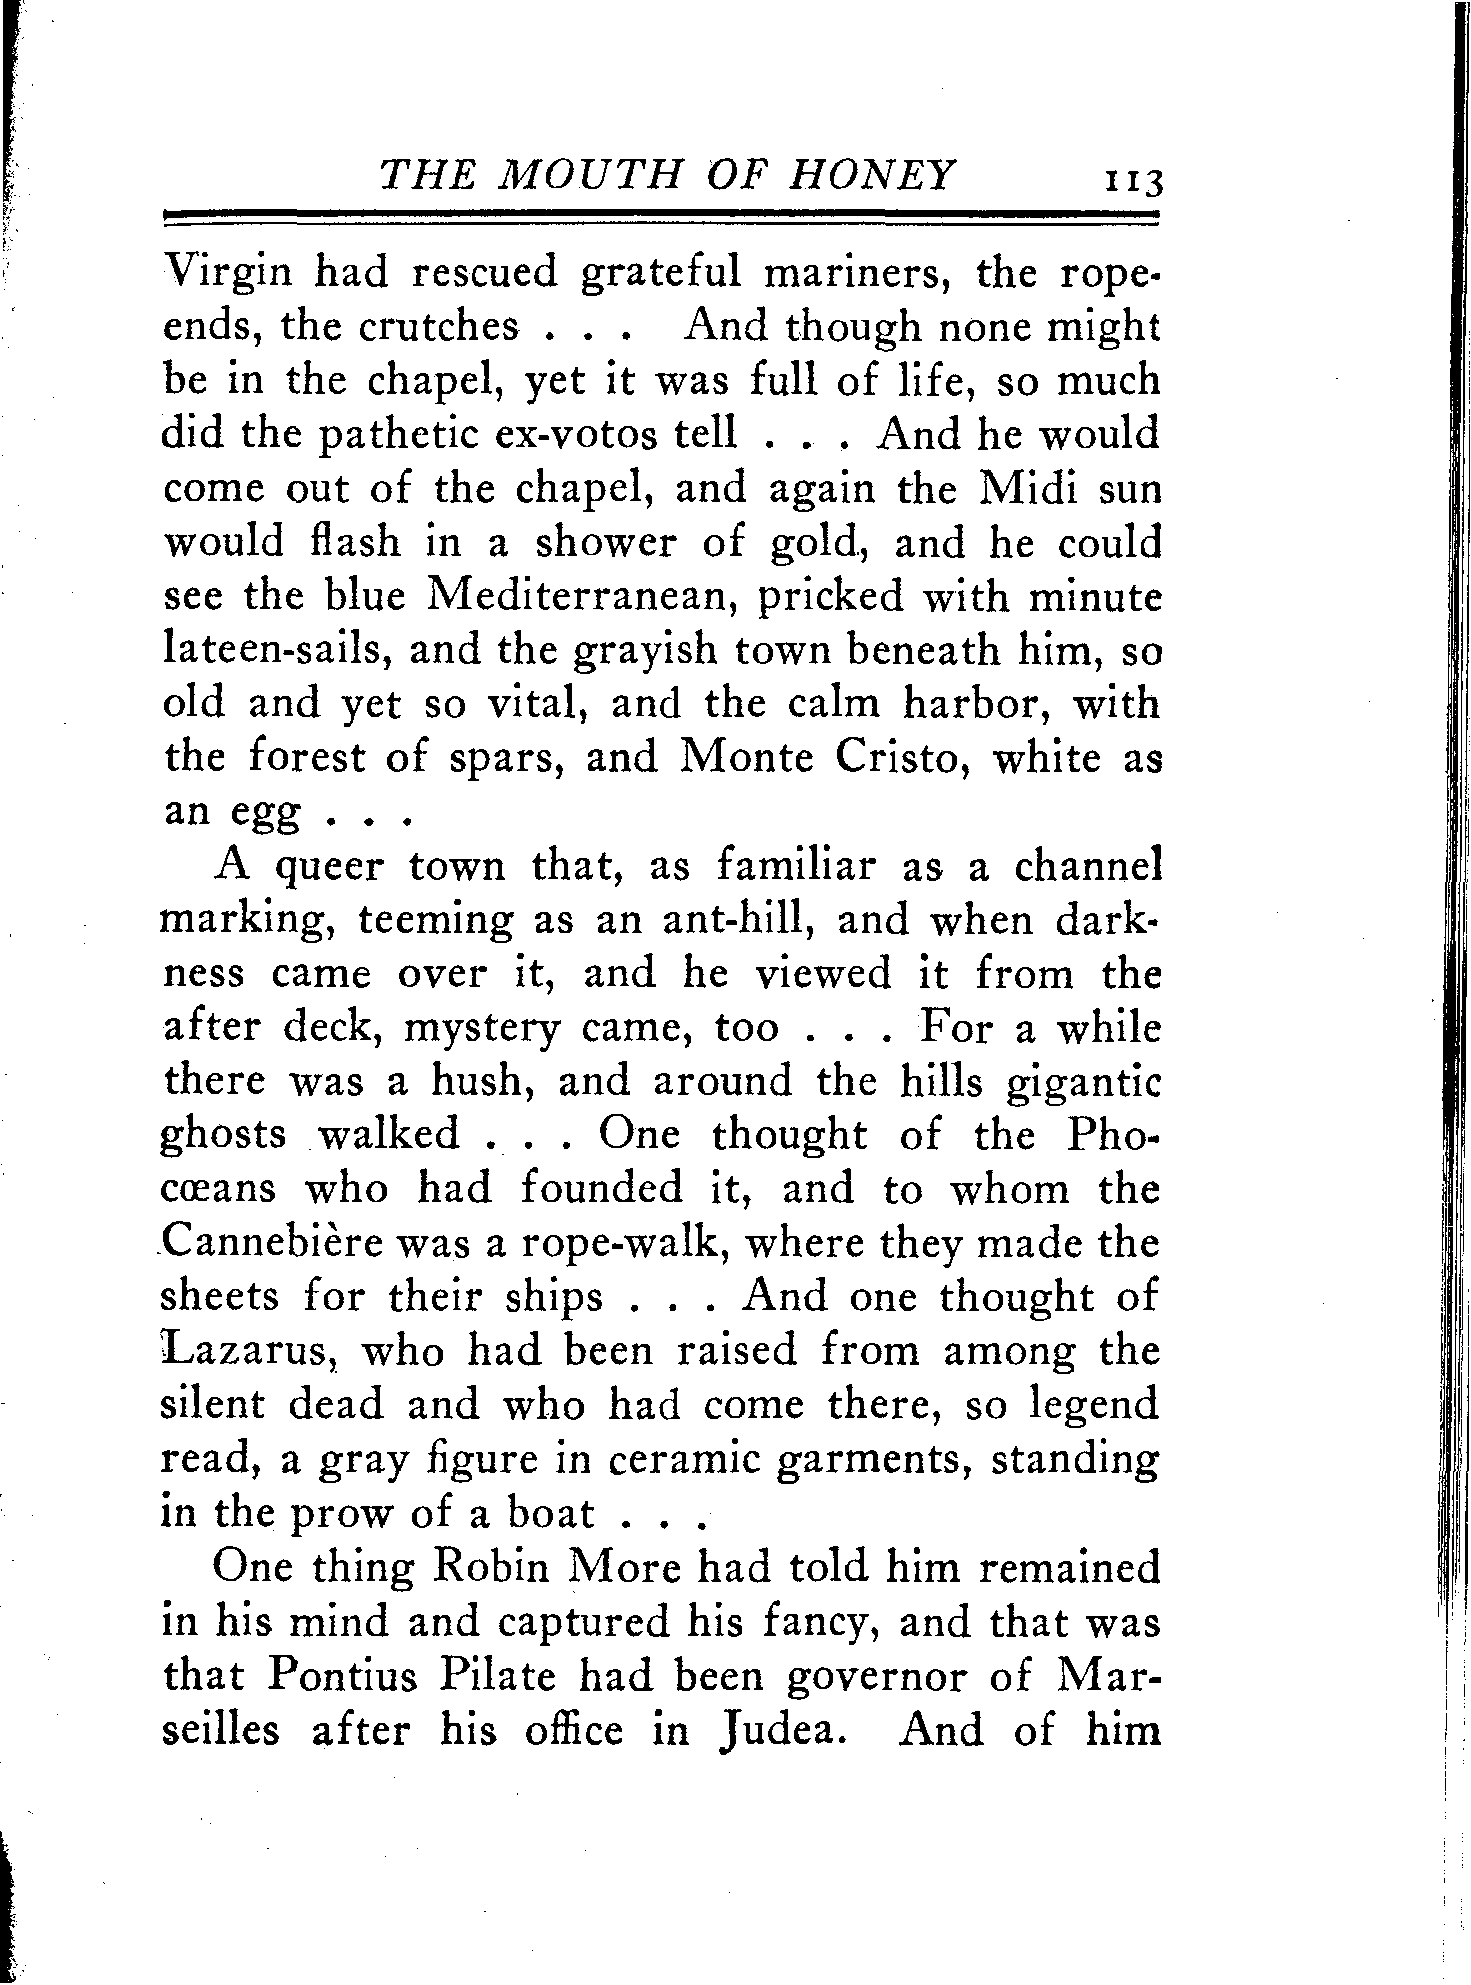 THE MOUTH OF HONEY 113
Virgin had rescued grateful mariners, the rope-
ends, the crutches . . . And though none might
be in the chapel, yet it was full of life, so much
did the pathetic ex-votos tell . . . And he would
come out of the chapel, and again the Midi sun
would flash in a shower of gold, and he could
see the blue Mediterranean, pricked with minute
lateen-sails, and the grayish town beneath him, so
old and yet so vital, and the calm harbor, with
the forest of spars, and Monte Cristo, white as
an egg . . .
A queer town that, as familiar as a channel
marking, teeming as an ant-hill, and when dark-
ness came over it, and he viewed it from the
after deck, mystery came, too . . . For a while
there was a hush, and around the hills gigantic
ghosts walked . . . One thought of the Pho-
cœans who had founded it, and to whom the
Cannebière was a rope-walk, where they made the
sheets for their ships . . . And one thought of
Lazarus, who had been raised from among the
silent dead and who had come there, so legend
read, a gray figure in ceramic garments, standing
in the prow of a boat . . .
One thing Robin More had told him remained
in his mind and captured his fancy, and that was
that Pontius Pilate had been governor of Mar-
seilles after his office in Judea. And of him